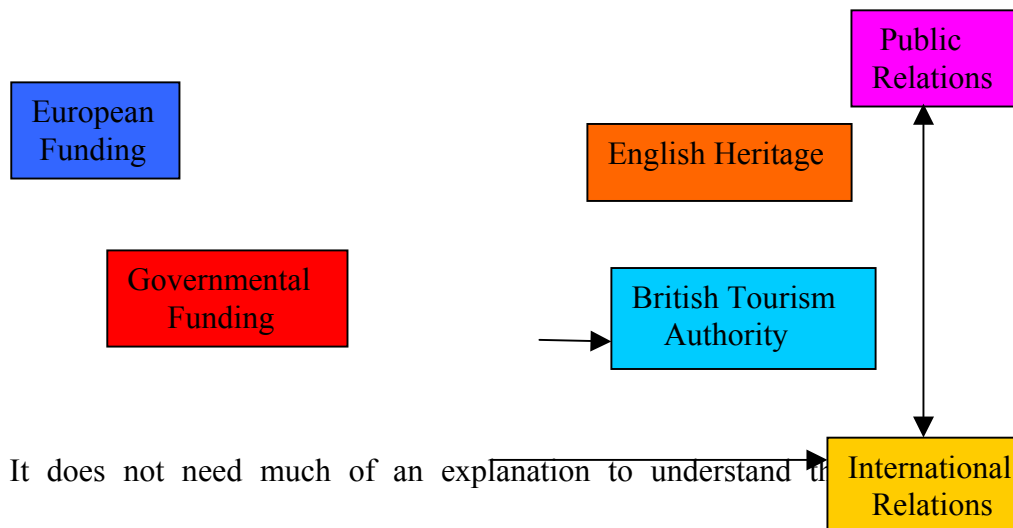 Public
Relations
European
Funding
English Heritage
Governmental
Funding
British Tourism
Authority
It does not need much of an explanation to understand
International
Relations